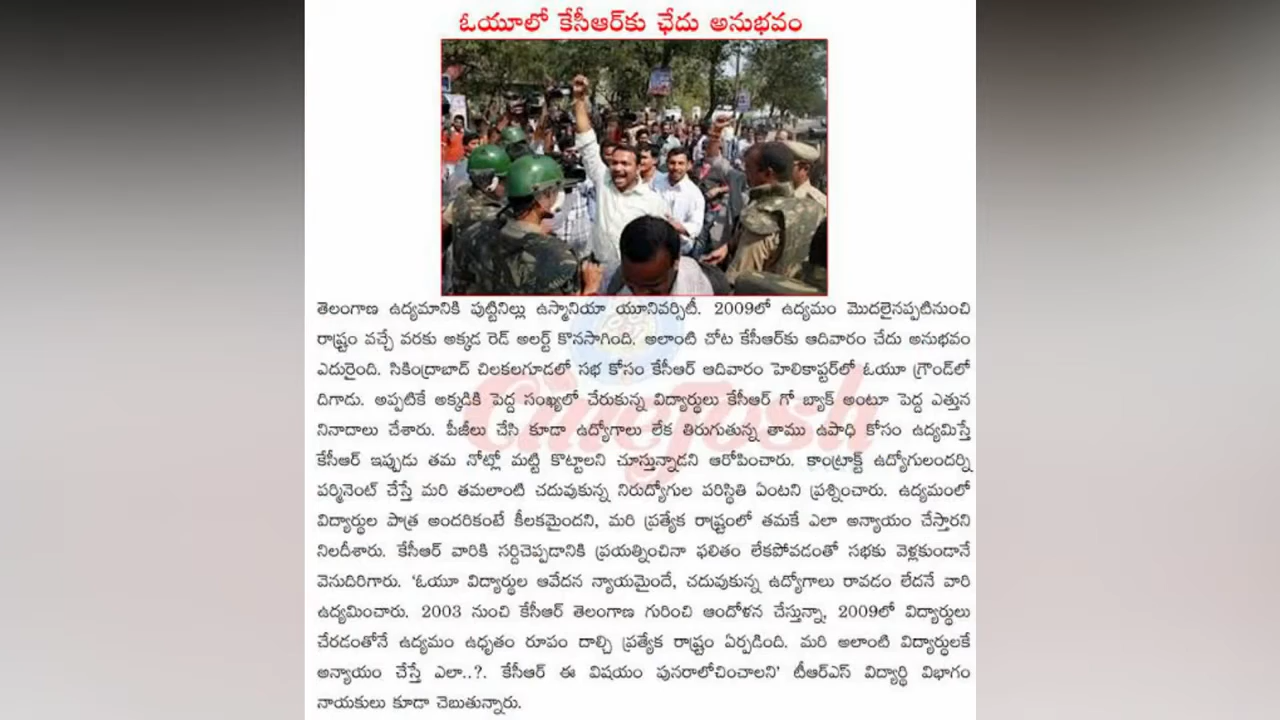 ఓయూలో కేసీఆర్‌కు ఛేదు అనుభవం
తెలంగాణ ఉద్యమానికి పుట్టినిల్లు ఉస్మానియా యూనివర్సిటీ. 2009లో ఉద్యమం మొదలైనప్పటినుంచి
రాష్ట్రం వచ్చే వరకు అక్కడ రెడ్ అలర్ట్ కొనసాగింది. అలాంటి చోట కేసీఆర్‌కు ఆదివారం చేదు అనుభవం
ఎదురైంది. సికింద్రాబాద్ చిలకలగూడలో సభ కోసం కేసీఆర్ ఆదివారం హెలికాప్టర్‌లో ఓయూ గ్రౌండ్‌లో
దిగాడు. అప్పటికే అక్కడికి పెద్ద సంఖ్యలో చేరుకున్న విద్యార్థులు కేసీఆర్ గో బ్యాక్ అంటూ పెద్ద ఎత్తున
నినాదాలు చేశారు. పీజీలు చేసి కూడా ఉద్యోగాలు లేక తిరుగుతున్న తాము ఉపాధి కోసం ఉద్యమిస్తే
కేసీఆర్ ఇప్పుడు తమ నోట్లో మట్టి కొట్టాలని చూస్తున్నాడని ఆరోపించారు. కాంట్రాక్ట్ ఉద్యోగులందర్ని
పర్మినెంట్ చేస్తే మరి తమలాంటి చదువుకున్న నిరుద్యోగుల పరిస్థితి ఏంటని ప్రశ్నించారు. ఉద్యమంలో
విద్యార్థుల పాత్ర అందరికంటే కీలకమైందని, మరి ప్రత్యేక రాష్ట్రంలో తమకే ఎలా అన్యాయం చేస్తారని
నిలదీశారు. కేసీఆర్ వారికి సర్దిచెప్పడానికి ప్రయత్నించినా ఫలితం లేకపోవడంతో సభకు వెళ్లకుండానే
వెనుదిరిగారు. 'ఓయూ విద్యార్థుల ఆవేదన న్యాయమైందే, చదువుకున్న ఉద్యోగాలు రావడం లేదనే వారి
ఉద్యమించారు. 2003 నుంచి కేసీఆర్ తెలంగాణ గురించి ఆందోళన చేస్తున్నా, 2009లో విద్యార్థులు
చేరడంతోనే ఉద్యమం ఉధృతం రూపం దాల్చి ప్రత్యేక రాష్ట్రం ఏర్పడింది. మరి అలాంటి విద్యార్థులకే
అన్యాయం చేస్తే ఎలా..?. కేసీఆర్ ఈ విషయం పునరాలోచించాలని' టీఆర్ఎస్ విద్యార్థి విభాగం
నాయకులు కూడా చెబుతున్నారు.
CineJosh